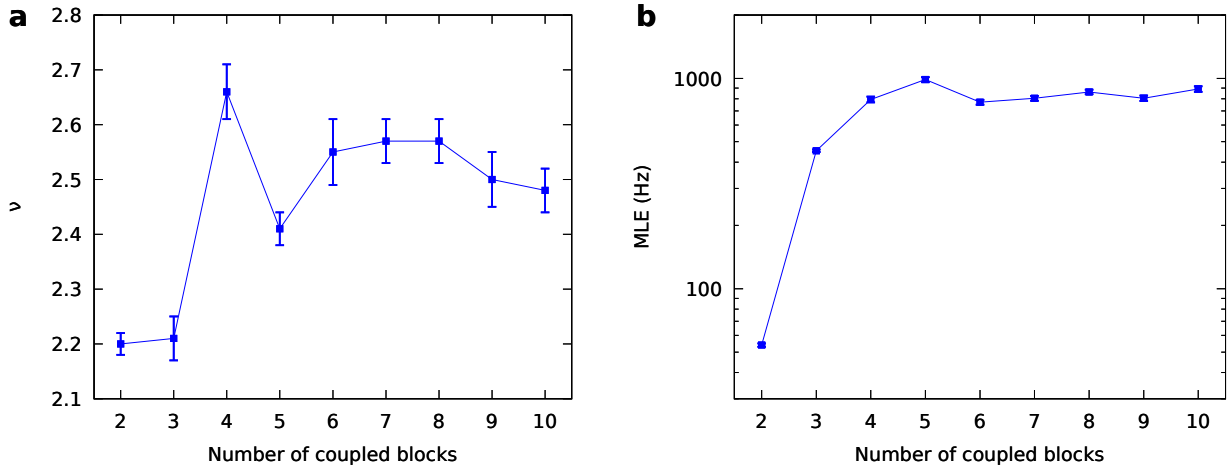 a
2.8
2.7
2.6
2.5
2.4
2.3
2.2
2.1
ν
2 3 4 5 6 7 8 9 10
Number of coupled blocks
b
1000
100
MLE (Hz)
2 3 4 5 6 7 8 9 10
Number of coupled blocks